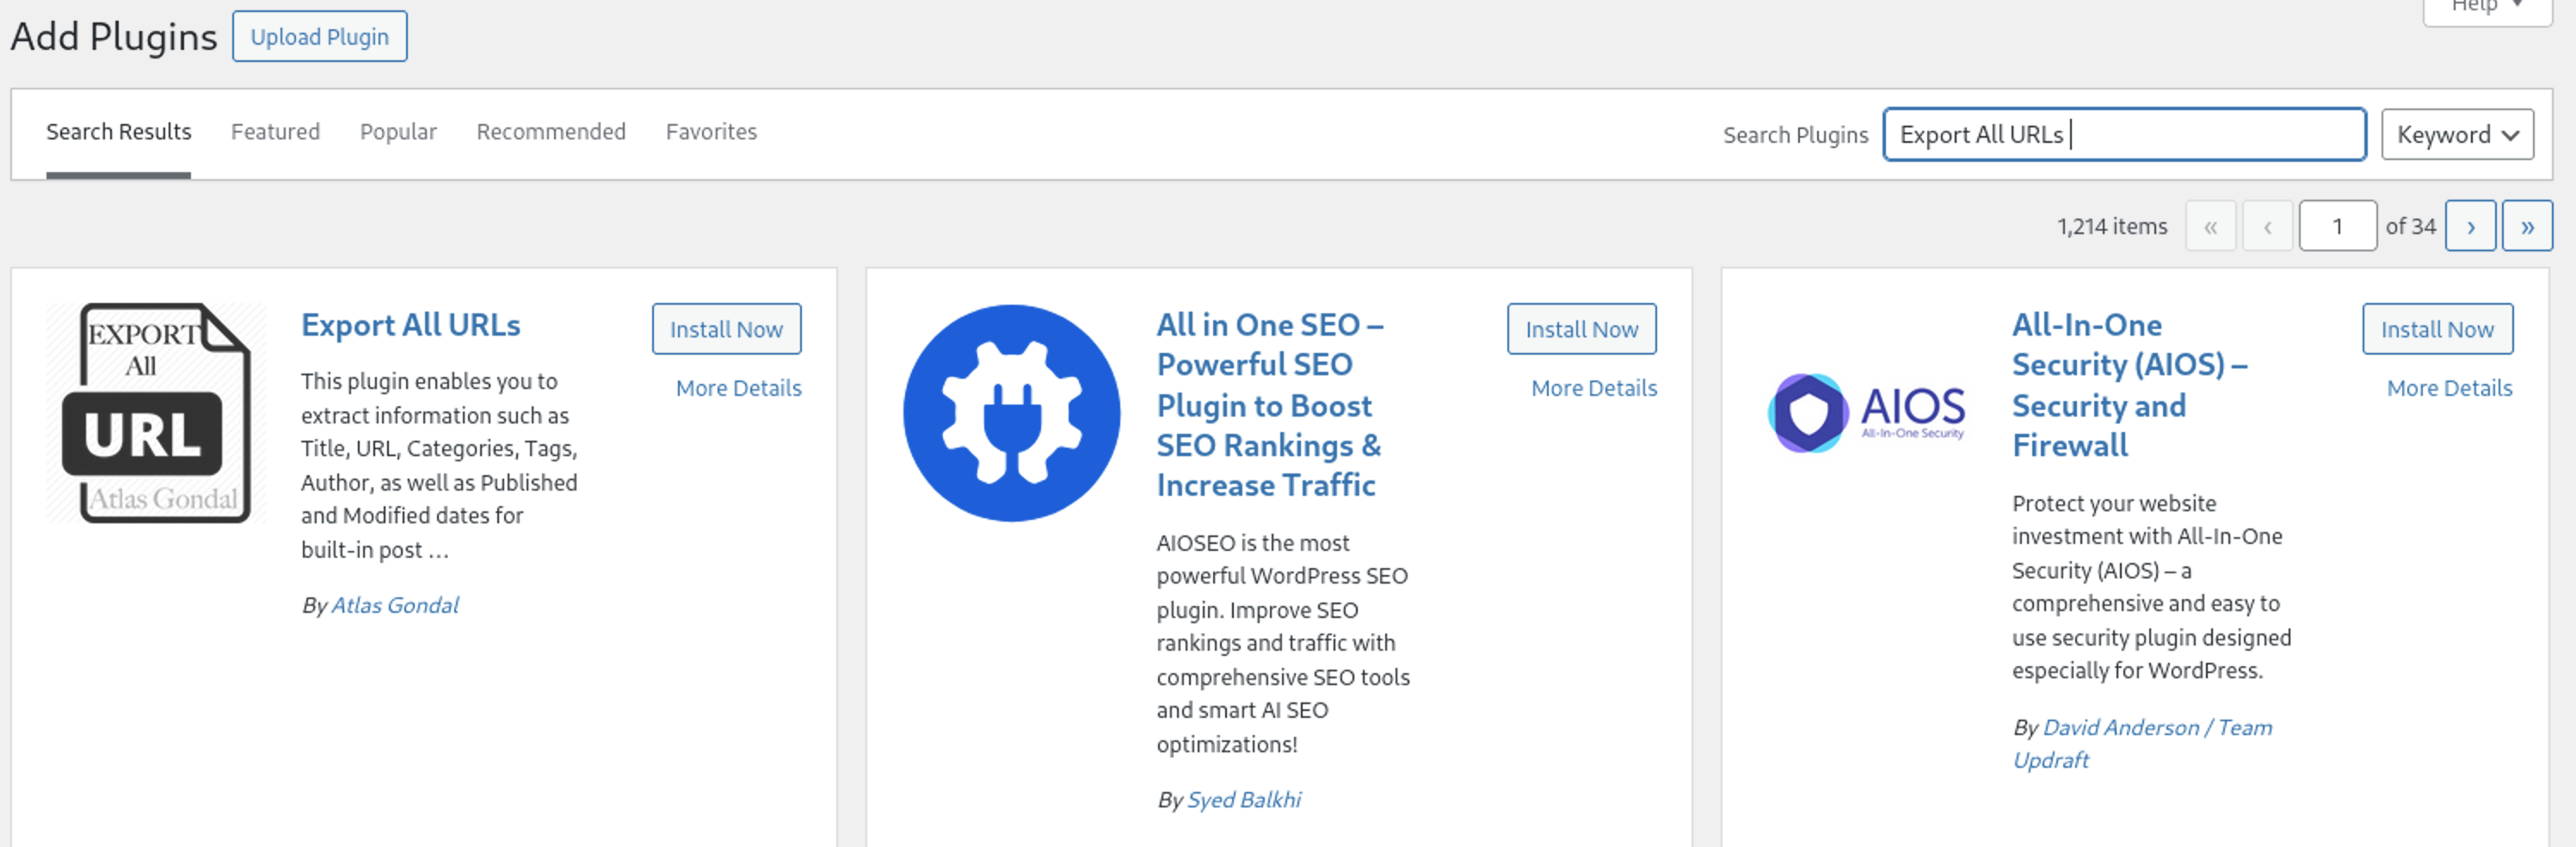 Help
Add Plugins
Upload Plugin
Search Results
Featured
Popular
Recommended
Favorites
Search Plugins
Export All URLs
Keyword
1,214 items
«
‹
1
of 34
›
»
EXPORT
All
URL
Atlas Gondal
Export All URLs
Install Now
More Details
This plugin enables you to
extract information such as
Title, URL, Categories, Tags,
Author, as well as Published
and Modified dates for
built-in post …
By Atlas Gondal
All in One SEO –
Powerful SEO
Plugin to Boost
SEO Rankings &
Increase Traffic
Install Now
More Details
AIOSEO is the most
powerful WordPress SEO
plugin. Improve SEO
rankings and traffic with
comprehensive SEO tools
and smart AI SEO
optimizations!
By Syed Balkhi
AIOS
All-In-One Security
All-In-One
Security (AIOS) –
Security and
Firewall
Install Now
More Details
Protect your website
investment with All-In-One
Security (AIOS) – a
comprehensive and easy to
use security plugin designed
especially for WordPress.
By David Anderson / Team
Updraft